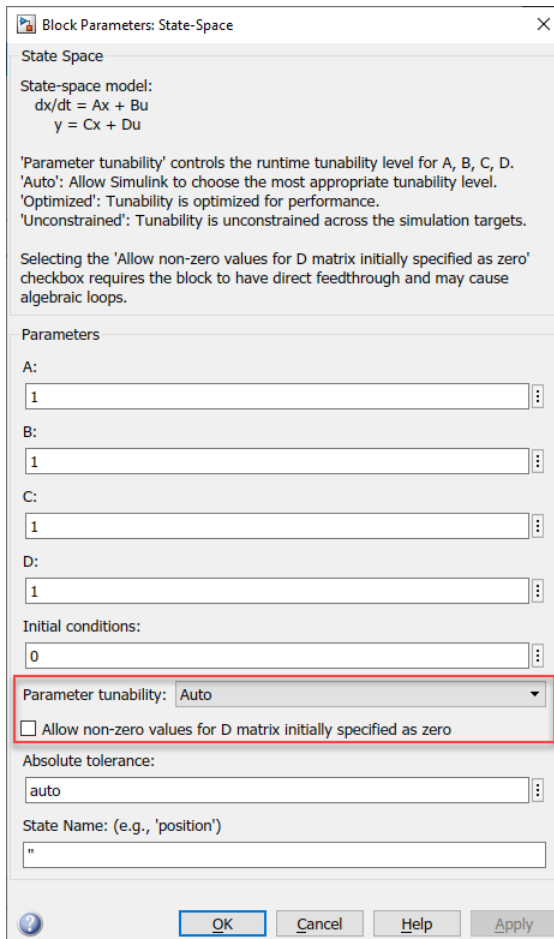 Block Parameters: State-Space
State Space
State-space model:
dx/dt = Ax + Bu
y = Cx + Du
'Parameter tunability' controls the runtime tunability level for A, B, C, D.
'Auto': Allow Simulink to choose the most appropriate tunability level.
'Optimized': Tunability is optimized for performance.
'Unconstrained': Tunability is unconstrained across the simulation targets.
Selecting the 'Allow non-zero values for D matrix initially specified as zero'
checkbox requires the block to have direct feedthrough and may cause
algebraic loops.
Parameters
A:
1
B:
1
C:
1
D:
1
Initial conditions:
0
Parameter tunability: Auto
Allow non-zero values for D matrix initially specified as zero
Absolute tolerance:
auto
State Name: (e.g., 'position')
''
? OK Cancel Help Apply